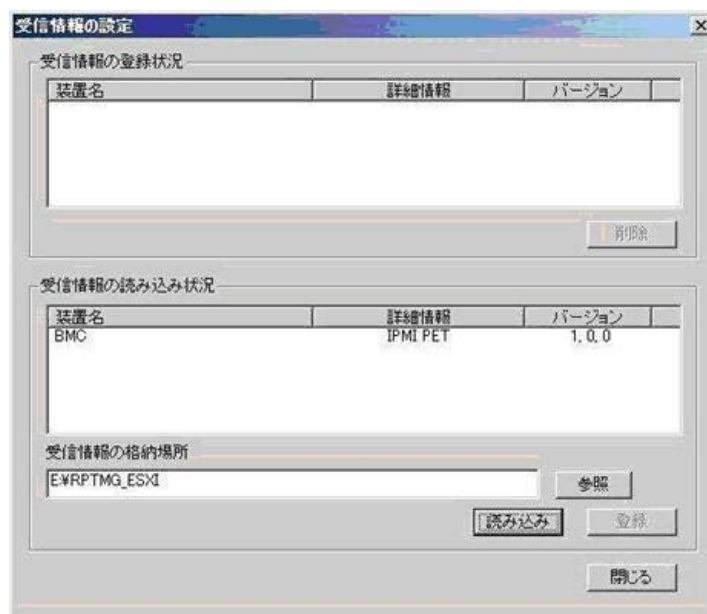 受信情報の設定
受信情報の登録状況
装置名 詳細情報 バージョン
削除
受信情報の読み込み状況
装置名 詳細情報 バージョン
BMC IPMI PET 1.0.0
受信情報の格納場所
E:¥RPTMG_ESXI 参照
読み込み 登録
閉じる